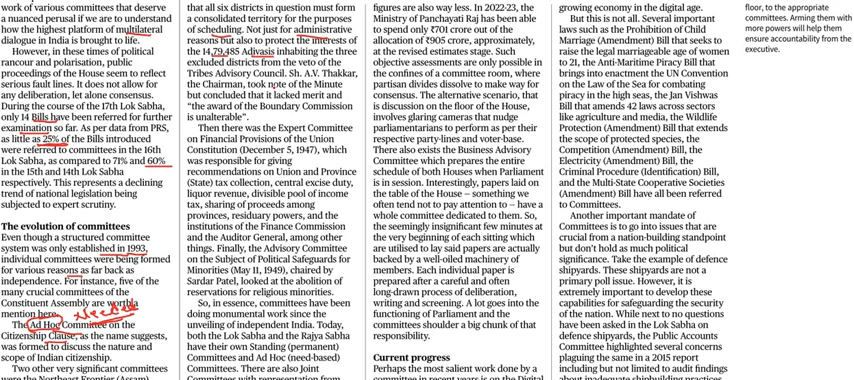 work of various committees that deserve
a nuanced perusal if we are to understand
how the highest platform of multilateral
dialogue in India is brought to life.
However, in these times of political
rancour and polarisation, public
proceedings of the House seem to reflect
serious fault lines. It does not allow for
any deliberation, let alone consensus.
During the course of the 17th Lok Sabha,
only 14 Bills have been referred for further
examination so far. As per data from PRS,
as little as 25% of the Bills introduced
were referred to committees in the 16th
Lok Sabha, as compared to 71% and 60%
in the 15th and 14th Lok Sabha
respectively. This represents a declining
trend of national legislation being
subjected to expert scrutiny.
The evolution of committees
Even though a structured committee
system was only established in 1993,
individual committees were being formed
for various reasons as far back as
independence. For instance, five of the
many crucial committees of the
Constituent Assembly are worthla
mention here.
The Ad Hoc Committee on the
Citizenship Clause, as the name suggests,
was formed to discuss the nature and
scope of Indian citizenship.
Two other very significant committees
were the Northeast Frontier (Assam)
that all six districts in question must form
a consolidated territory for the purposes
of scheduling. Not just for administrative
reasons but also to protect the interests of
the 14,79,485 Adivasis inhabiting the three
excluded districts from the veto of the
Tribes Advisory Council. Sh. A.V. Thakkar,
the Chairman, took note of the Minute
but concluded that it lacked merit and
“the award of the Boundary Commission
is unalterable”.
Then there was the Expert Committee
on Financial Provisions of the Union
Constitution (December 5, 1947), which
was responsible for giving
recommendations on Union and Province
(State) tax collection, central excise duty,
liquor revenue, divisible pool of income
tax, sharing of proceeds among
provinces, residuary powers, and the
institutions of the Finance Commission
and the Auditor General, among other
things. Finally, the Advisory Committee
on the Subject of Political Safeguards for
Minorities (May 11, 1949), chaired by
Sardar Patel, looked at the abolition of
reservations for religious minorities.
So, in essence, committees have been
doing monumental work since the
unveiling of independent India. Today,
both the Lok Sabha and the Rajya Sabha
have their own Standing (permanent)
Committees and Ad Hoc (need-based)
Committees. There are also Joint
Committees with representation from
figures are also way less. In 2022-23, the
Ministry of Panchayati Raj has been able
to spend only ₹701 crore out of the
allocation of ₹905 crore, approximately,
at the revised estimates stage. Such
objective assessments are only possible in
the confines of a committee room, where
partisan divides dissolve to make way for
consensus. The alternative scenario, that
is discussion on the floor of the House,
involves glaring cameras that nudge
parliamentarians to perform as per their
respective party-lines and voter-base.
There also exists the Business Advisory
Committee which prepares the entire
schedule of both Houses when Parliament
is in session. Interestingly, papers laid on
the table of the House — something we
often tend not to pay attention to — have a
whole committee dedicated to them. So,
the seemingly insignificant few minutes at
the very beginning of each sitting which
are utilised to lay said papers are actually
backed by a well-oiled machinery of
members. Each individual paper is
prepared after a careful and often
long-drawn process of deliberation,
writing and screening. A lot goes into the
functioning of Parliament and the
committees shoulder a big chunk of that
responsibility.
Current progress
Perhaps the most salient work done by a
committee in recent years is on the Digital
growing economy in the digital age.
But this is not all. Several important
laws such as the Prohibition of Child
Marriage (Amendment) Bill that seeks to
raise the legal marriageable age of women
to 21, the Anti-Maritime Piracy Bill that
brings into enactment the UN Convention
on the Law of the Sea for combating
piracy in the high seas, the Jan Vishwas
Bill that amends 42 laws across sectors
like agriculture and media, the Wildlife
Protection (Amendment) Bill that extends
the scope of protected species, the
Competition (Amendment) Bill, the
Electricity (Amendment) Bill, the
Criminal Procedure (Identification) Bill,
and the Multi-State Cooperative Societies
(Amendment) Bill have all been referred
to Committees.
Another important mandate of
Committees is to go into issues that are
crucial from a nation-building standpoint
but don’t hold as much political
significance. Take the example of defence
shipyards. These shipyards are not a
primary poll issue. However, it is
extremely important to develop these
capabilities for safeguarding the security
of the nation. While next to no questions
have been asked in the Lok Sabha on
defence shipyards, the Public Accounts
Committee highlighted several concerns
plaguing the same in a 2015 report
including but not limited to audit findings
about inadequate shipbuilding practices,
floor, to the appropriate
committees. Arming them with
more powers will help them
ensure accountability from the
executive.